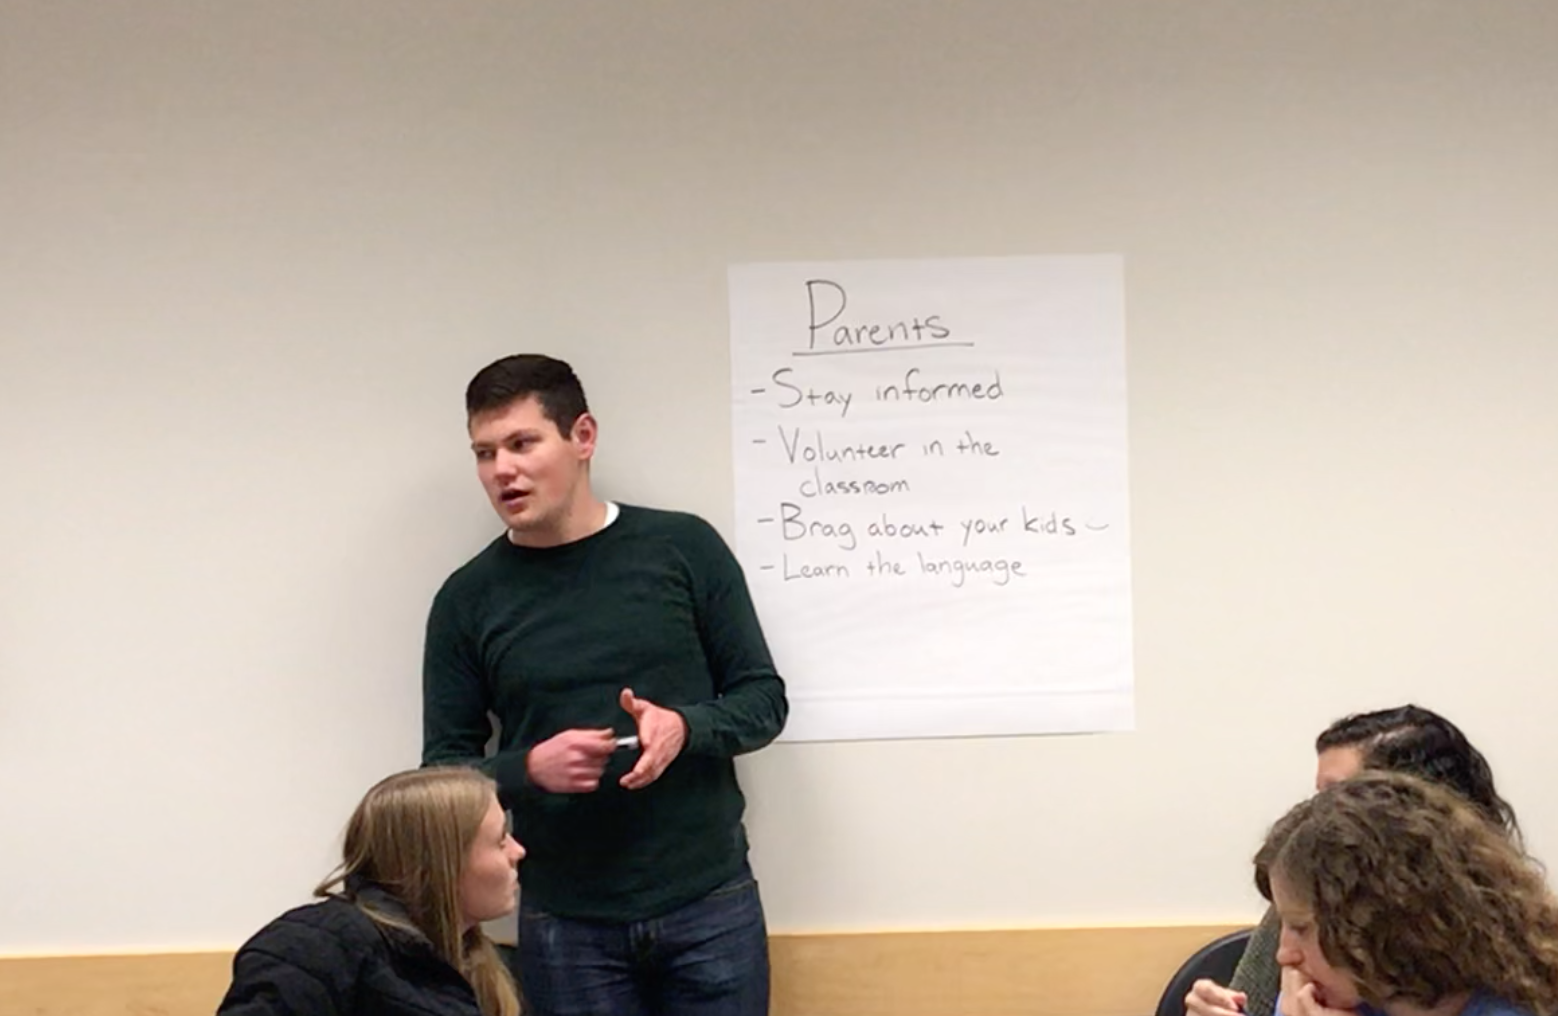 Parents
- Stay informed
- Volunteer in the
classroom
- Brag about your kids
- Learn the language